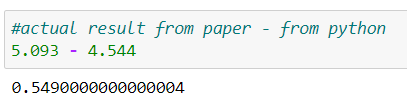 #actual result from paper - from python
5.093 - 4.544
0.5490000000000004